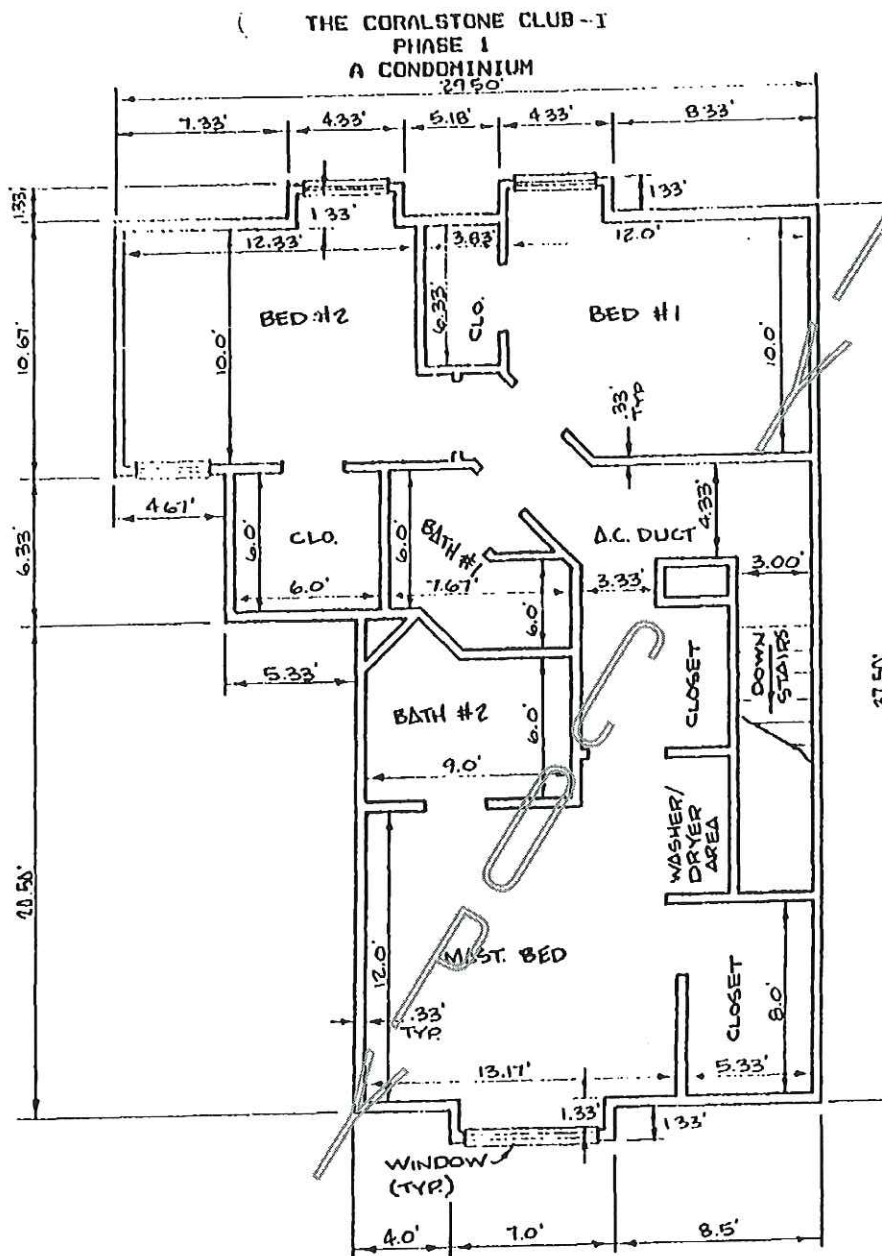 THE CORALSTONE CLUB - I
PHASE 1
A CONDOMINIUM
29.50'
7.33' 4.33' 5.18' 4.33' 8.33'
1.33' 1.33' 1.33'
12.33' 3.83' 12.0'
BED #2 CLO. BED #1
10.67' 10.0' 6.33' 10.0'
.33' TYP
4.67'
6.33' 6.0' CLO. 6.0' BATH #1 A.C. DUCT 4.33'
6.0' 7.67' 3.33' 3.00'
6.0'
5.33' CLOSET DOWN STAIRS
BATH #2 6.0'
9.0'
WASHER/
DRYER
AREA
MAST. BED
12.0' CLOSET 8.0'
.33'
TYP.
13.17' 5.33'
1.33' 1.33'
WINDOW
(TYP.)
4.0' 7.0' 8.5'
COPY